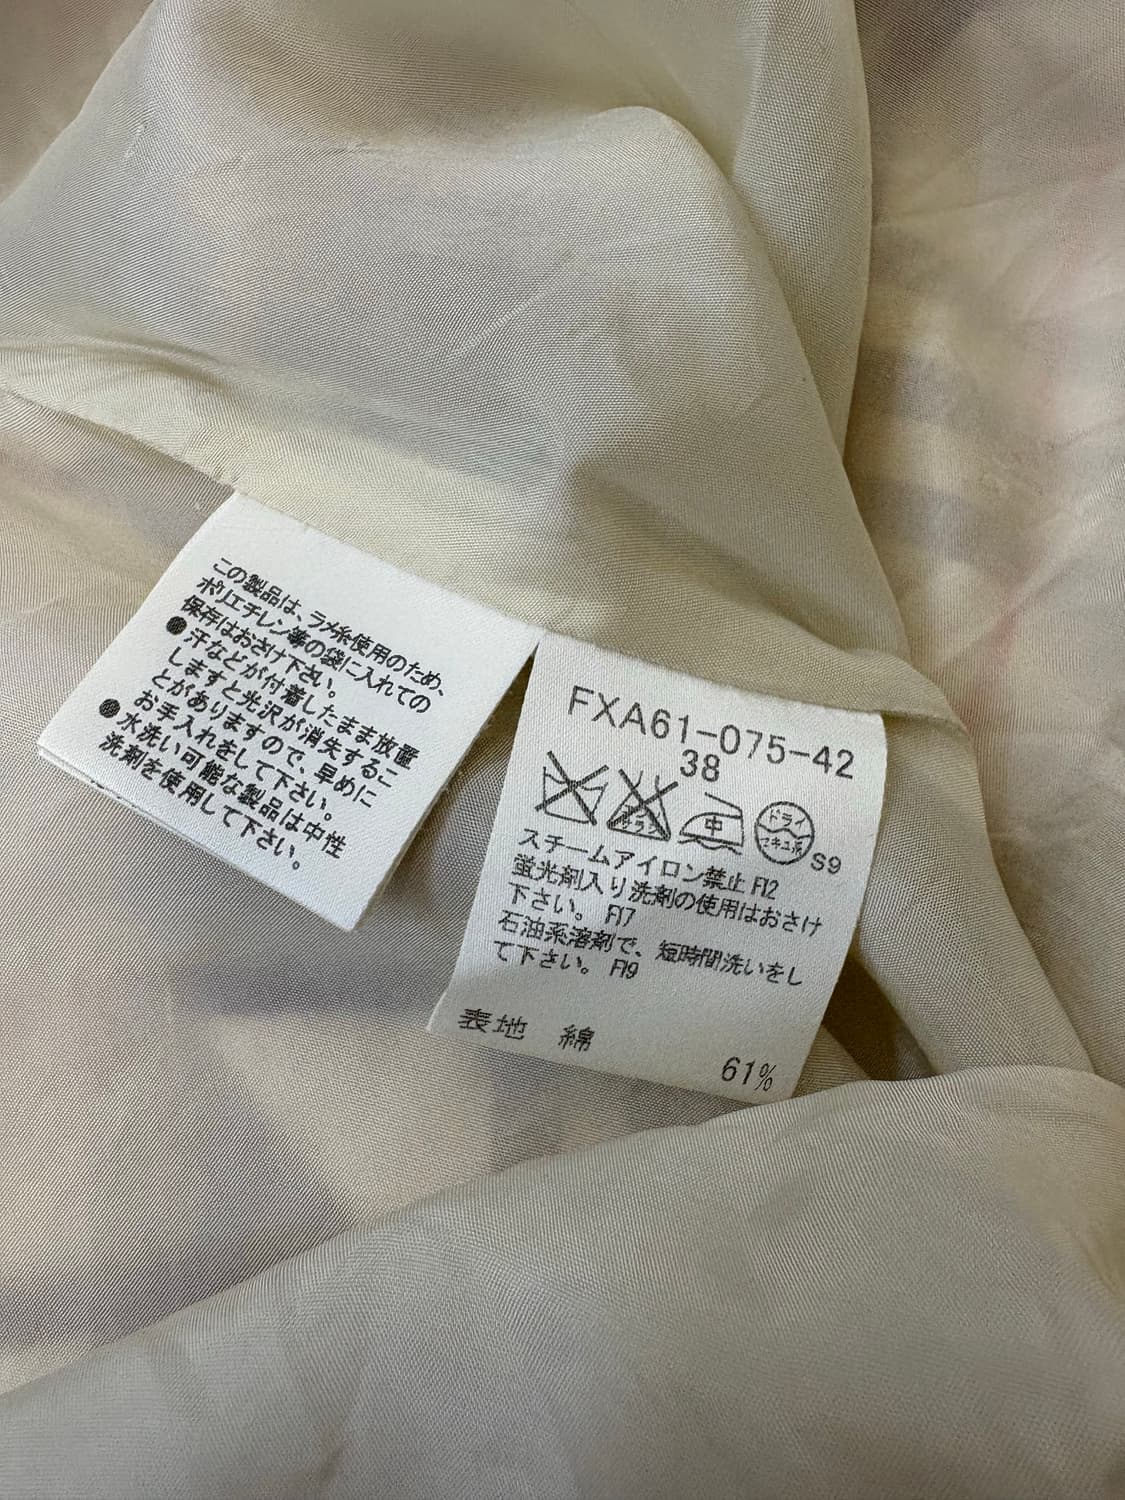 この製品は、ラメ糸使用のため、
ポリエチレン等の袋に入れての
保存はおさけ下さい。
●汗などが付着したまま放置
しますと光沢が消失するこ
とがありますので、早めに
お手入れをして下さい。
●水洗い可能な製品は中性
洗剤を使用して下さい。
FXA61-075-42
38
サラシ
中
ドライ
セキユ系
S9
スチームアイロン禁止 F12
蛍光剤入り洗剤の使用はおさけ
下さい。 F17
石油系溶剤で、短時間洗いをし
て下さい。 F19
表地 綿
61%